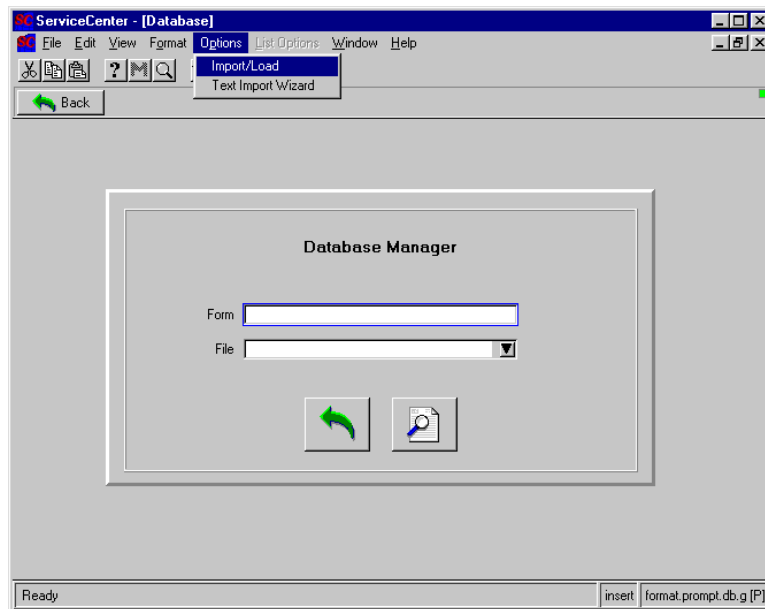 SC ServiceCenter - [Database]
SC File Edit View Format Options List Options Window Help
Import/Load
Text Import Wizard
Back
Database Manager
Form
File
Ready insert format.prompt.db.g [P]